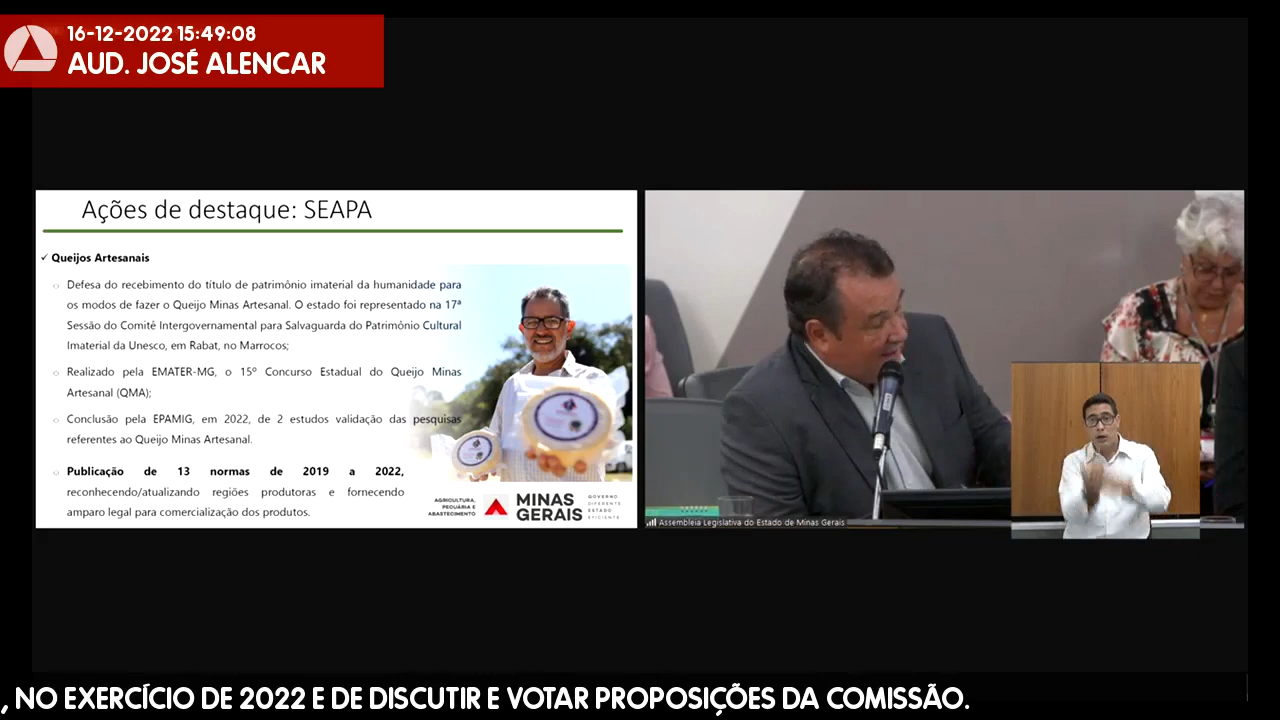 16-12-2022 15:49:08
AUD. JOSÉ ALENCAR
Ações de destaque: SEAPA
✓ Queijos Artesanais
○ Defesa do recebimento do título de patrimônio imaterial da humanidade para
os modos de fazer o Queijo Minas Artesanal. O estado foi representado na 17ª
Sessão do Comitê Intergovernamental para Salvaguarda do Patrimônio Cultural
Imaterial da Unesco, em Rabat, no Marrocos;
○ Realizado pela EMATER-MG, o 15º Concurso Estadual do Queijo Minas
Artesanal (QMA);
○ Conclusão pela EPAMIG, em 2022, de 2 estudos validação das pesquisas
referentes ao Queijo Minas Artesanal.
○ Publicação de 13 normas de 2019 a 2022,
reconhecendo/atualizando regiões produtoras e fornecendo
amparo legal para comercialização dos produtos.
AGRICULTURA,
PECUÁRIA E
ABASTECIMENTO
MINAS
GERAIS
GOVERNO
DIFERENTE
ESTADO
EFICIENTE
Assembleia Legislativa do Estado de Minas Gerais
, NO EXERCÍCIO DE 2022 E DE DISCUTIR E VOTAR PROPOSIÇÕES DA COMISSÃO.